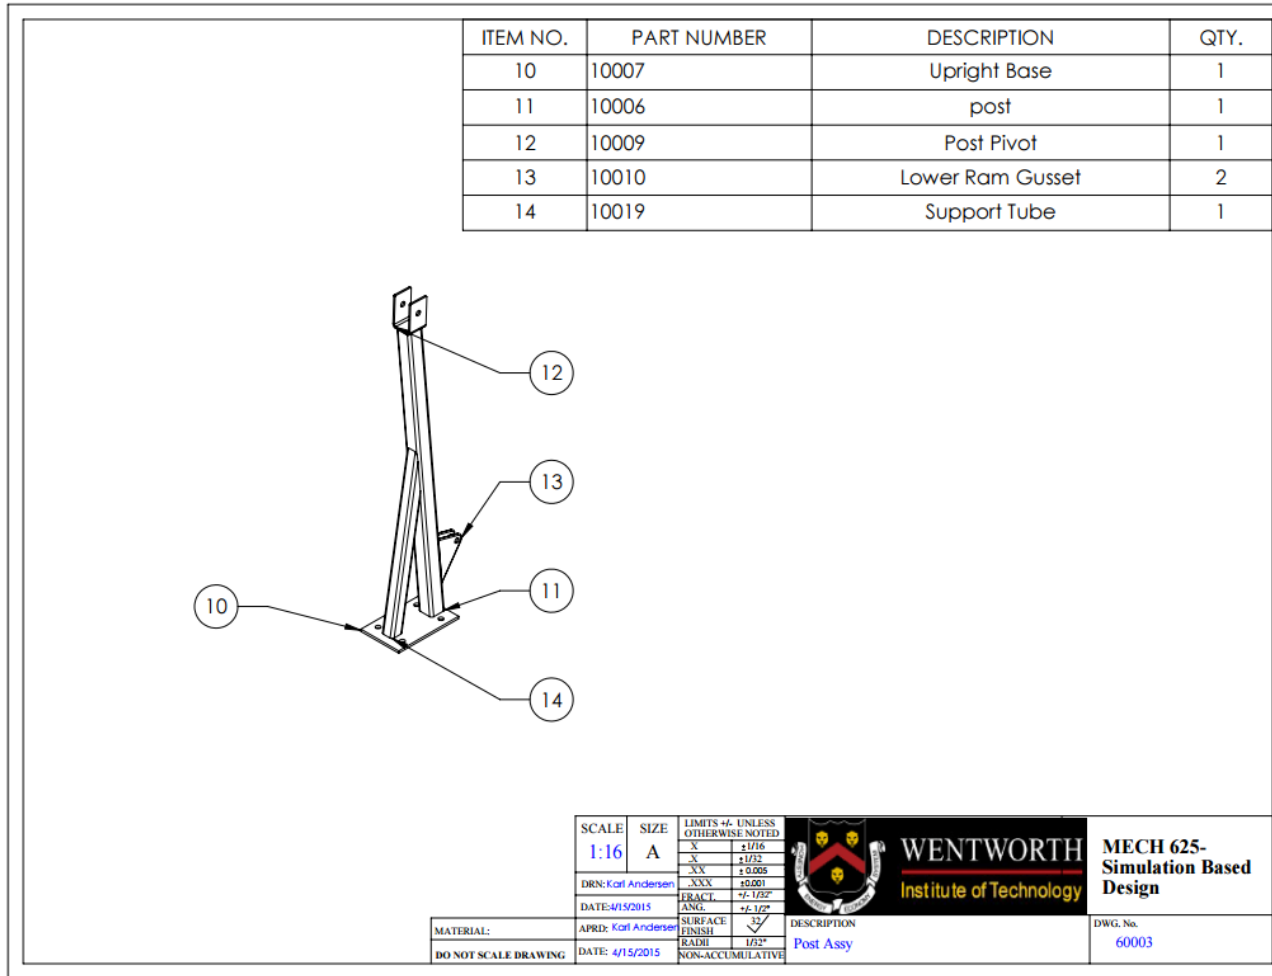 ITEM NO. PART NUMBER DESCRIPTION QTY.
10 10007 Upright Base 1
11 10006 post 1
12 10009 Post Pivot 1
13 10010 Lower Ram Gusset 2
14 10019 Support Tube 1
12
13
11
10
14
SCALE SIZE
1:16 A
DRN: Karl Andersen
DATE: 4/15/2015
APRD: Karl Andersen
DATE: 4/15/2015
MATERIAL:
DO NOT SCALE DRAWING
LIMITS +/- UNLESS
OTHERWISE NOTED
X ±1/16
.X ±1/32
.XX ± 0.005
.XXX ±0.001
FRACT. +/- 1/32"
ANG. +/- 1/2°
SURFACE
FINISH 32
RADII 1/32"
NON-ACCUMULATIVE
HONESTY
ENERGY
ECONOMY
SYSTEM
WENTWORTH
Institute of Technology
MECH 625-
Simulation Based
Design
DESCRIPTION
Post Assy
DWG. No.
60003